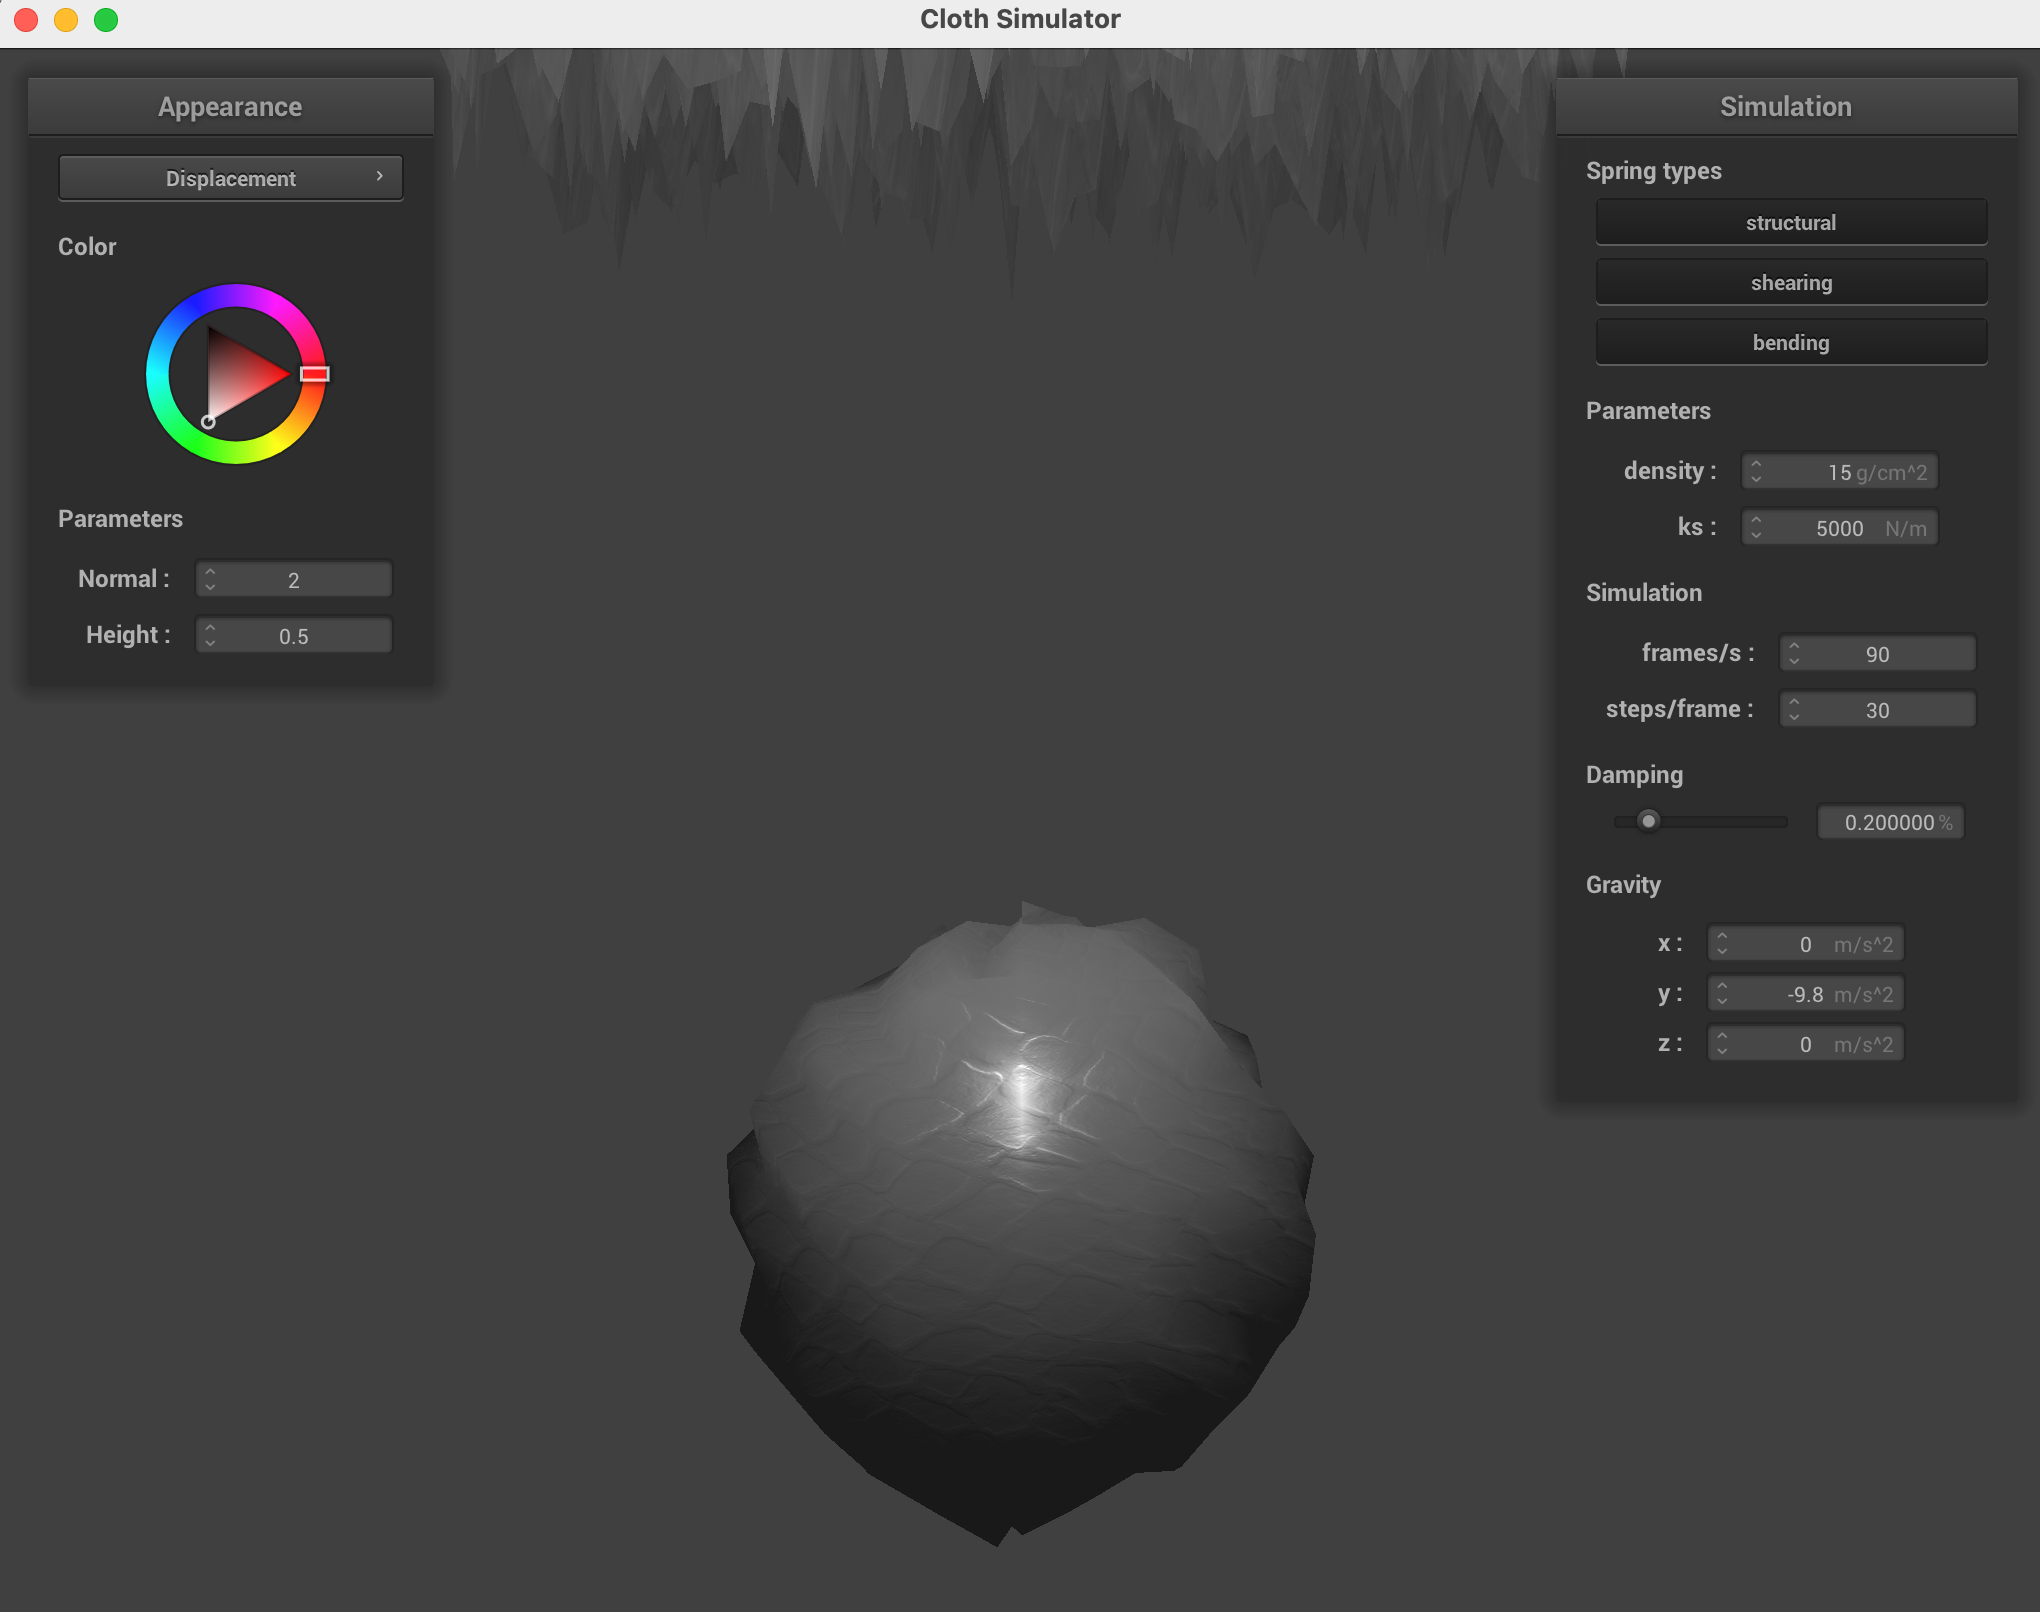 Cloth Simulator
Appearance
Displacement
Color
Parameters
Normal : 2
Height : 0.5
Simulation
Spring types
structural
shearing
bending
Parameters
density : 15 g/cm^2
ks : 5000 N/m
Simulation
frames/s : 90
steps/frame : 30
Damping
0.200000 %
Gravity
x : 0 m/s^2
y : -9.8 m/s^2
z : 0 m/s^2